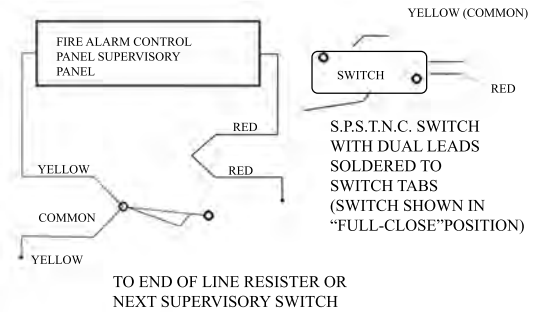 YELLOW (COMMON)
FIRE ALARM CONTROL
PANEL SUPERVISORY
PANEL
SWITCH
RED
RED
S.P.S.T.N.C. SWITCH
WITH DUAL LEADS
SOLDERED TO
SWITCH TABS
(SWITCH SHOWN IN
“FULL-CLOSE”POSITION)
YELLOW
RED
COMMON
YELLOW
TO END OF LINE RESISTER OR
NEXT SUPERVISORY SWITCH